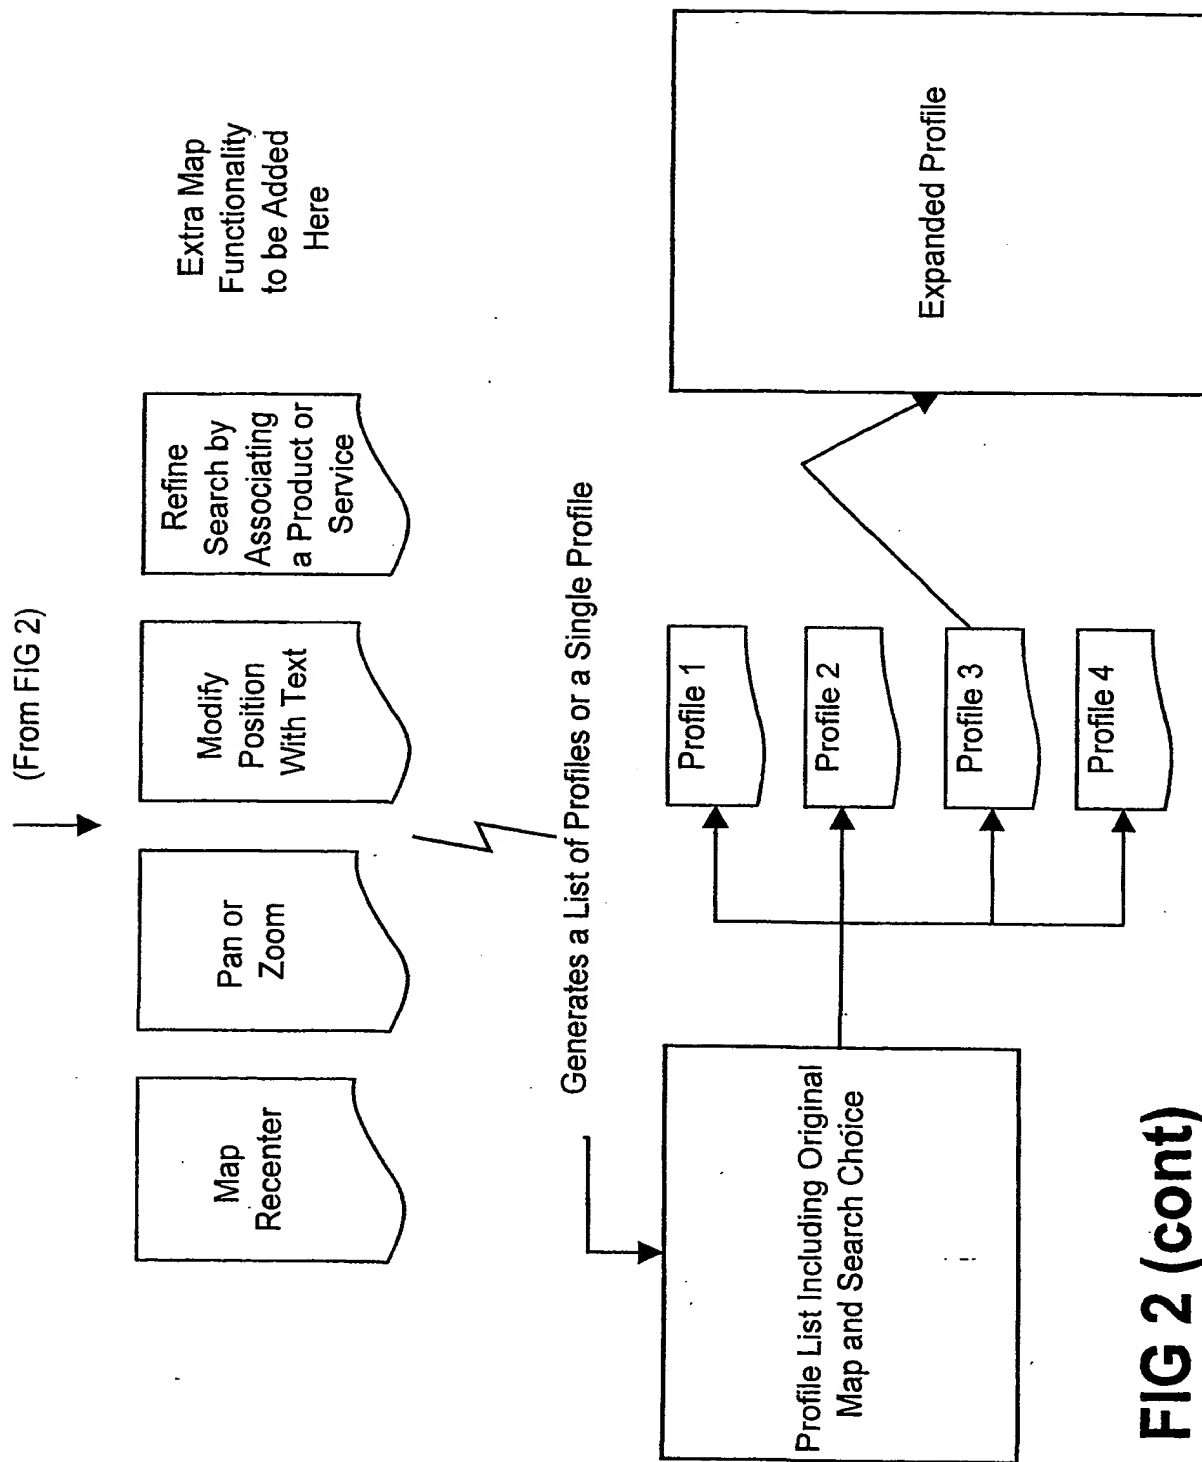 (From FIG 2)
Map
Recenter
Pan or
Zoom
Modify
Position
With Text
Refine
Search by
Associating
a Product or
Service
Extra Map
Functionality
to be Added
Here
Generates a List of Profiles or a Single Profile
Profile List Including Original
Map and Search Choice
Profile 1
Profile 2
Profile 3
Profile 4
Expanded Profile
FIG 2 (cont)